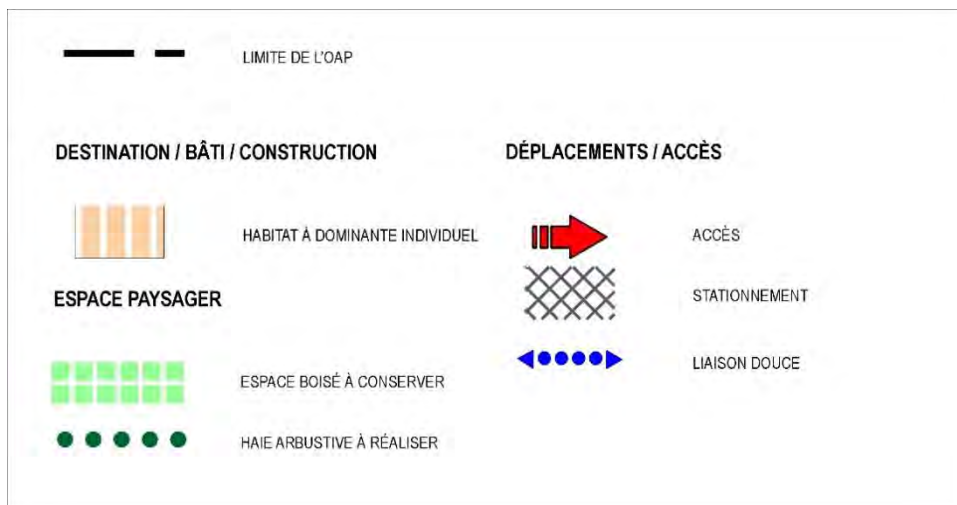 LIMITE DE L'OAP
DESTINATION / BÂTI / CONSTRUCTION
HABITAT À DOMINANTE INDIVIDUEL
ESPACE PAYSAGER
ESPACE BOISÉ À CONSERVER
HAIE ARBUSTIVE À RÉALISER
DÉPLACEMENTS / ACCÈS
ACCÈS
STATIONNEMENT
LIAISON DOUCE